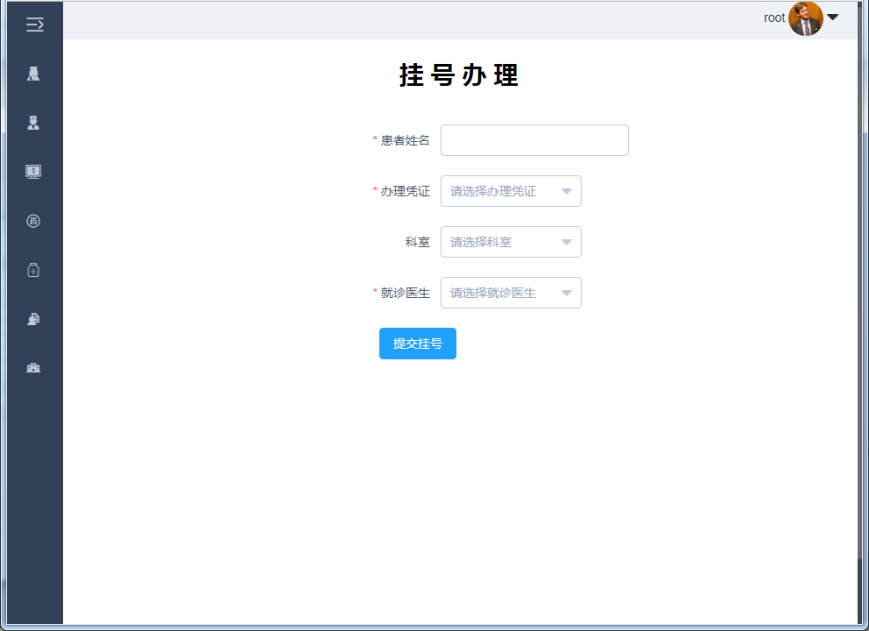 root
挂号办理
* 患者姓名
* 办理凭证 请选择办理凭证
科室 请选择科室
* 就诊医生 请选择就诊医生
提交挂号